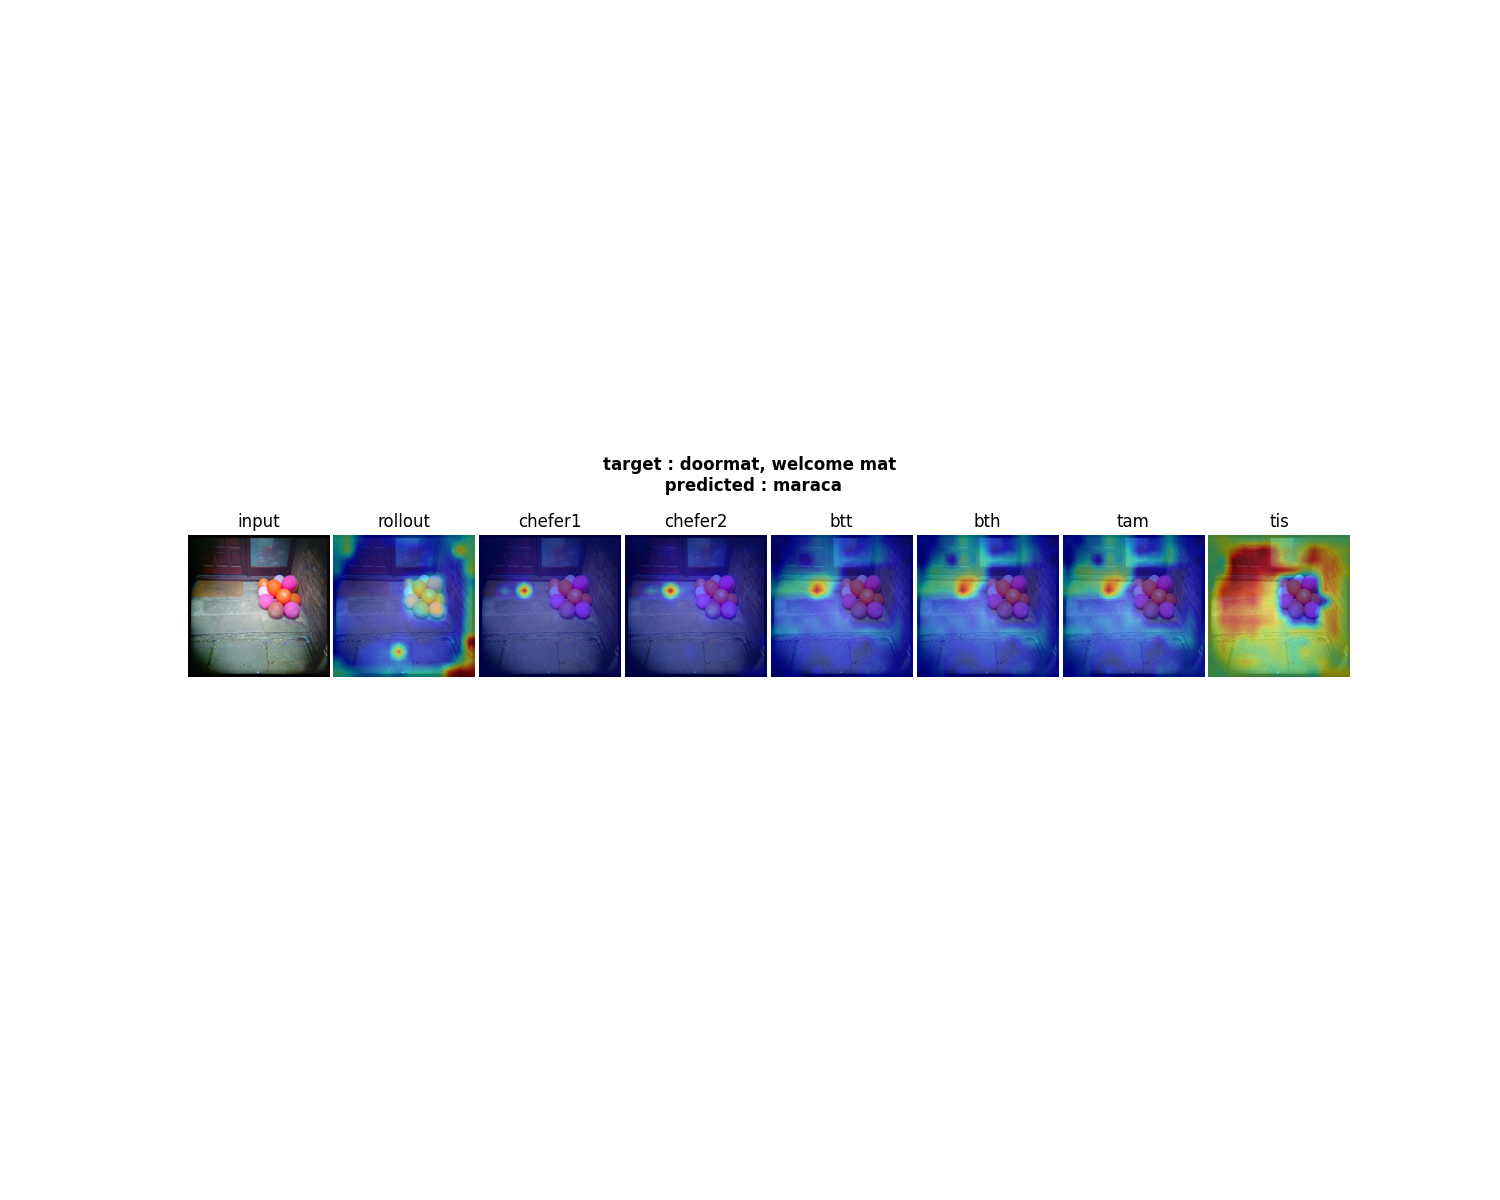 target : doormat, welcome mat
predicted : maraca
input rollout chefer1 chefer2 btt bth tam tis